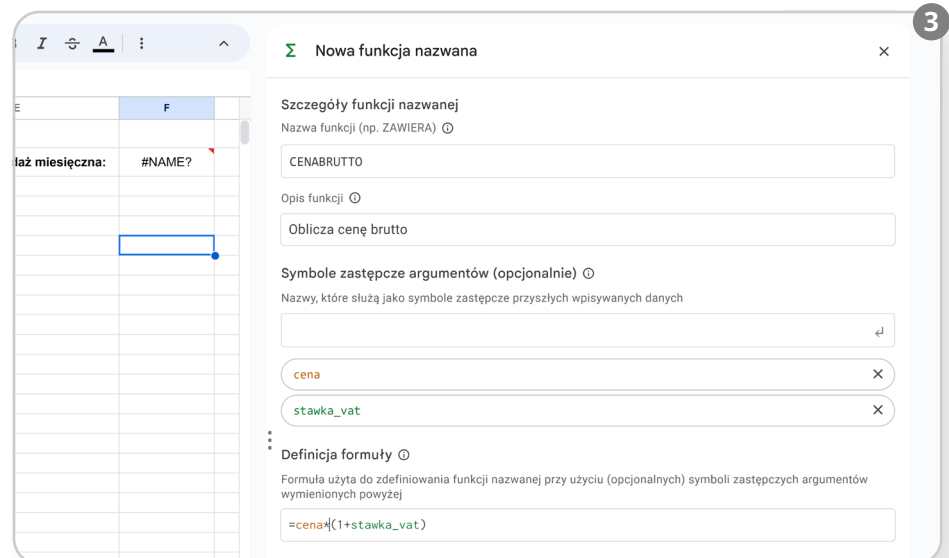 3
I S A
Nowa funkcja nazwana
E F
Szczegóły funkcji nazwanej
Nazwa funkcji (np. ZAWIERA)
daż miesięczna: #NAME?
CENABRUTTO
Opis funkcji
Oblicza cenę brutto
Symbole zastępcze argumentów (opcjonalnie)
Nazwy, które służą jako symbole zastępcze przyszłych wpisywanych danych
cena
stawka_vat
Definicja formuły
Formuła użyta do zdefiniowania funkcji nazwanej przy użyciu (opcjonalnych) symboli zastępczych argumentów
wymienionych powyżej
=cena*(1+stawka_vat)